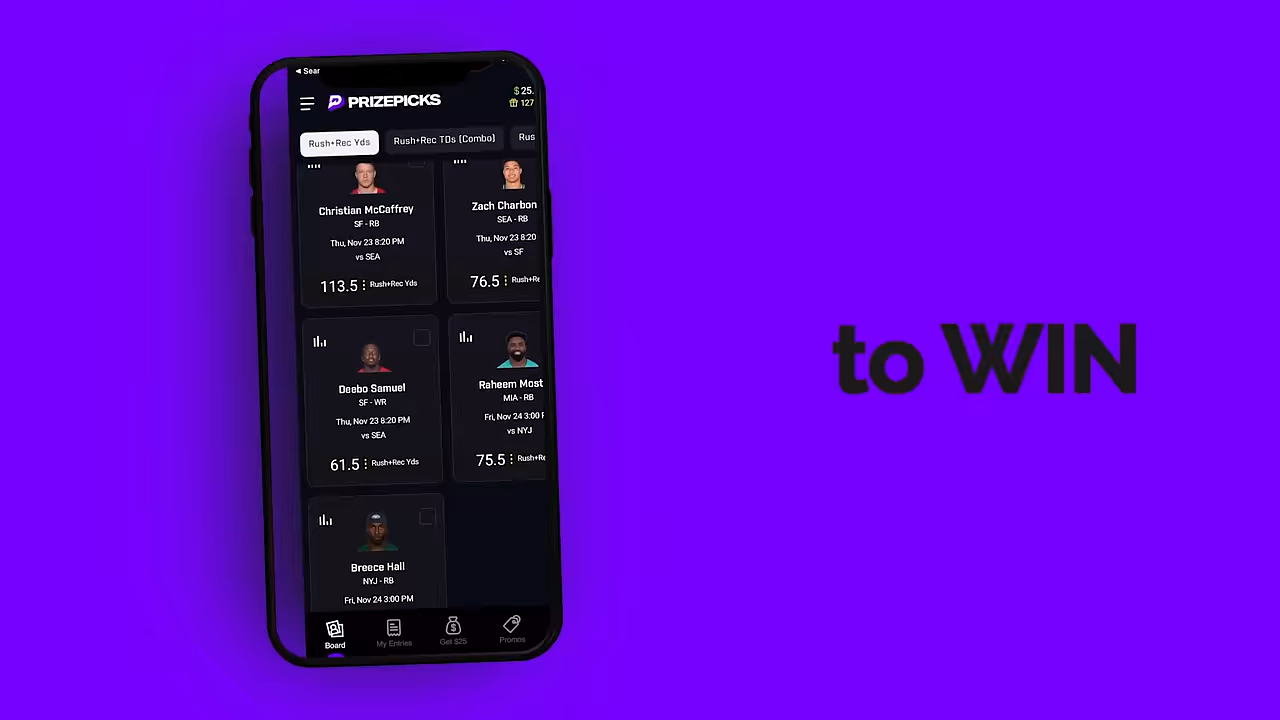 ◄ Sear
PRIZEPICKS
$ 25.
127
Rush+Rec Yds
Rush+Rec TDs (Combo)
Rus
Christian McCaffrey
SF - RB
Thu, Nov 23 8:20 PM
vs SEA
113.5
Rush+Rec Yds
Zach Charbon
SEA - RB
Thu, Nov 23 8:20
vs SF
76.5
Rush+Re
Deebo Samuel
SF - WR
Thu, Nov 23 8:20 PM
vs SEA
61.5
Rush+Rec Yds
Raheem Most
MIA - RB
Fri, Nov 24 3:00 P
vs NYJ
75.5
Rush+Re
Breece Hall
NYJ - RB
Fri, Nov 24 3:00 PM
Board
My Entries
Get $25
Promos
to WIN